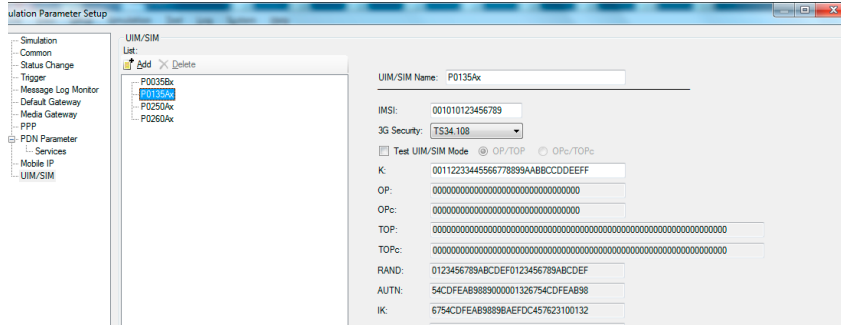 ulation Parameter Setup
Simulation
Common
Status Change
Trigger
Message Log Monitor
Default Gateway
Media Gateway
PPP
PDN Parameter
Services
Mobile IP
UIM/SIM
UIM/SIM
List:
Add Delete
P0035Bx
P0135Ax
P0250Ax
P0260Ax
UIM/SIM Name: P0135Ax
IMSI: 001010123456789
3G Security: TS34.108
Test UIM/SIM Mode OP/TOP OPc/TOPc
K: 00112233445566778899AABBCCDDEEFF
OP: 00000000000000000000000000000000
OPc: 00000000000000000000000000000000
TOP: 0000000000000000000000000000000000000000000000000000000000000000
TOPc: 0000000000000000000000000000000000000000000000000000000000000000
RAND: 0123456789ABCDEF0123456789ABCDEF
AUTN: 54CDFEAB9889000001326754CDFEAB98
IK: 6754CDFEAB9889BAEFDC457623100132